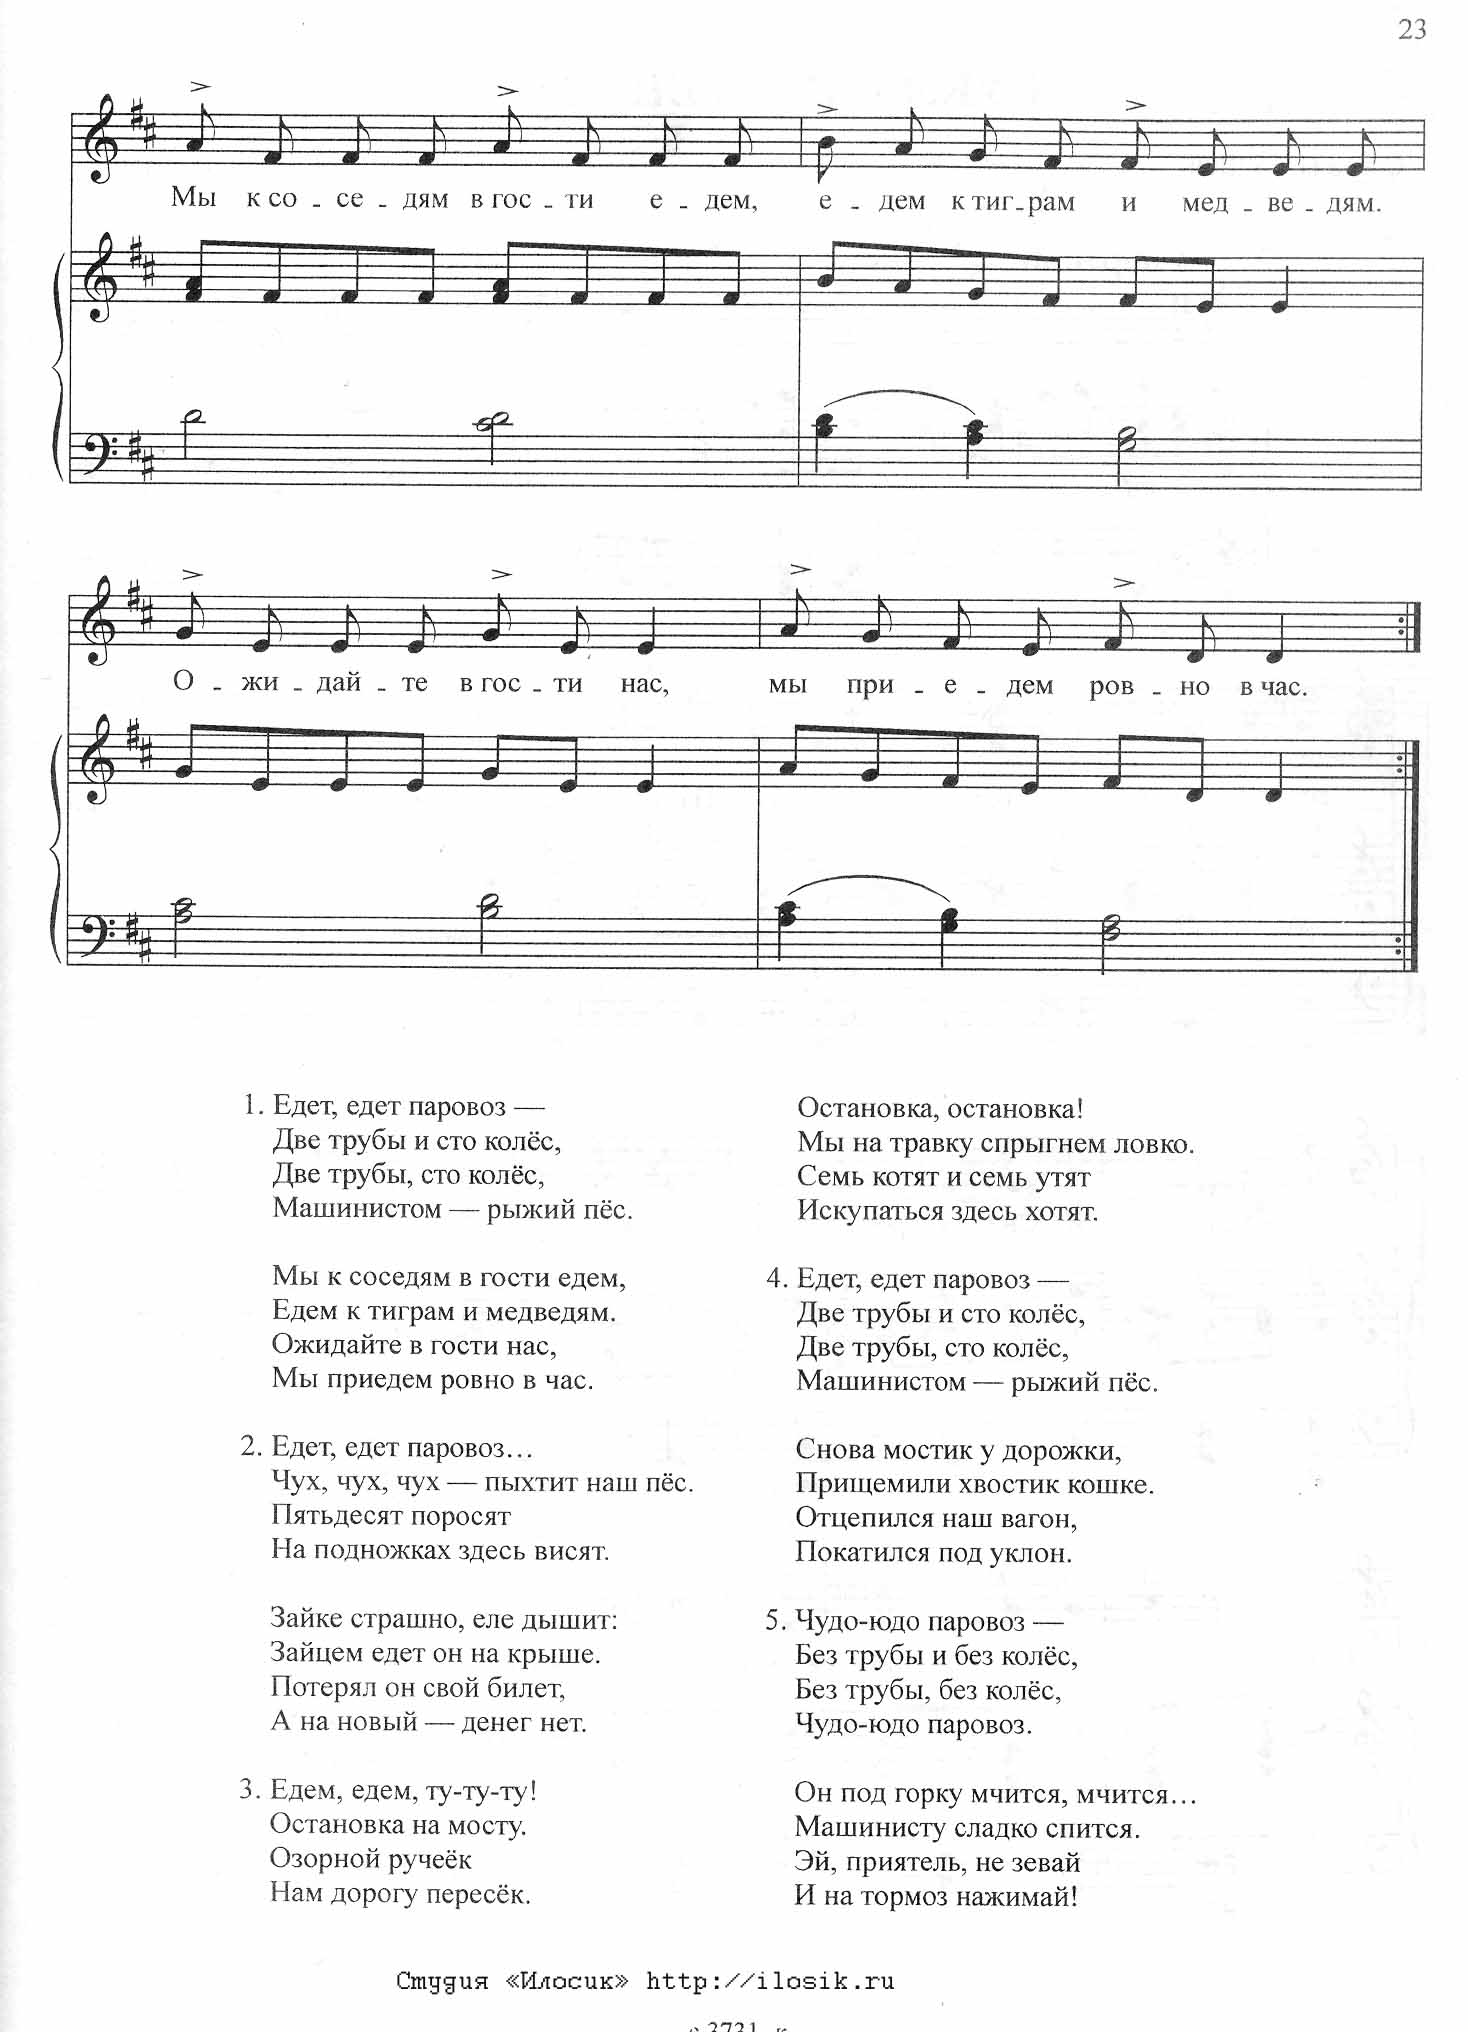 23
Мы к со - се - дям в гос - ти е - дем, е - дем к тиг - рам и мед - ве - дям.
О - жи - дай - те в гос - ти нас, мы при - е - дем ров - но в час.
1. Едет, едет паровоз —
Две трубы и сто колёс,
Две трубы, сто колёс,
Машинистом — рыжий пёс.
Мы к соседям в гости едем,
Едем к тиграм и медведям.
Ожидайте в гости нас,
Мы приедем ровно в час.
2. Едет, едет паровоз…
Чух, чух, чух — пыхтит наш пёс.
Пятьдесят поросят
На подножках здесь висят.
Зайке страшно, еле дышит:
Зайцем едет он на крыше.
Потерял он свой билет,
А на новый — денег нет.
3. Едем, едем, ту-ту-ту!
Остановка на мосту.
Озорной ручеёк
Нам дорогу пересёк.
Остановка, остановка!
Мы на травку спрыгнем ловко.
Семь котят и семь утят
Искупаться здесь хотят.
4. Едет, едет паровоз —
Две трубы и сто колёс,
Две трубы, сто колёс,
Машинистом — рыжий пёс.
Снова мостик у дорожки,
Прищемили хвостик кошке.
Отцепился наш вагон,
Покатился под уклон.
5. Чудо-юдо паровоз —
Без трубы и без колёс,
Без трубы, без колёс,
Чудо-юдо паровоз.
Он под горку мчится, мчится…
Машинисту сладко спится.
Эй, приятель, не зевай
И на тормоз нажимай!
Студия «Илосик» http://ilosik.ru
с 3731 к